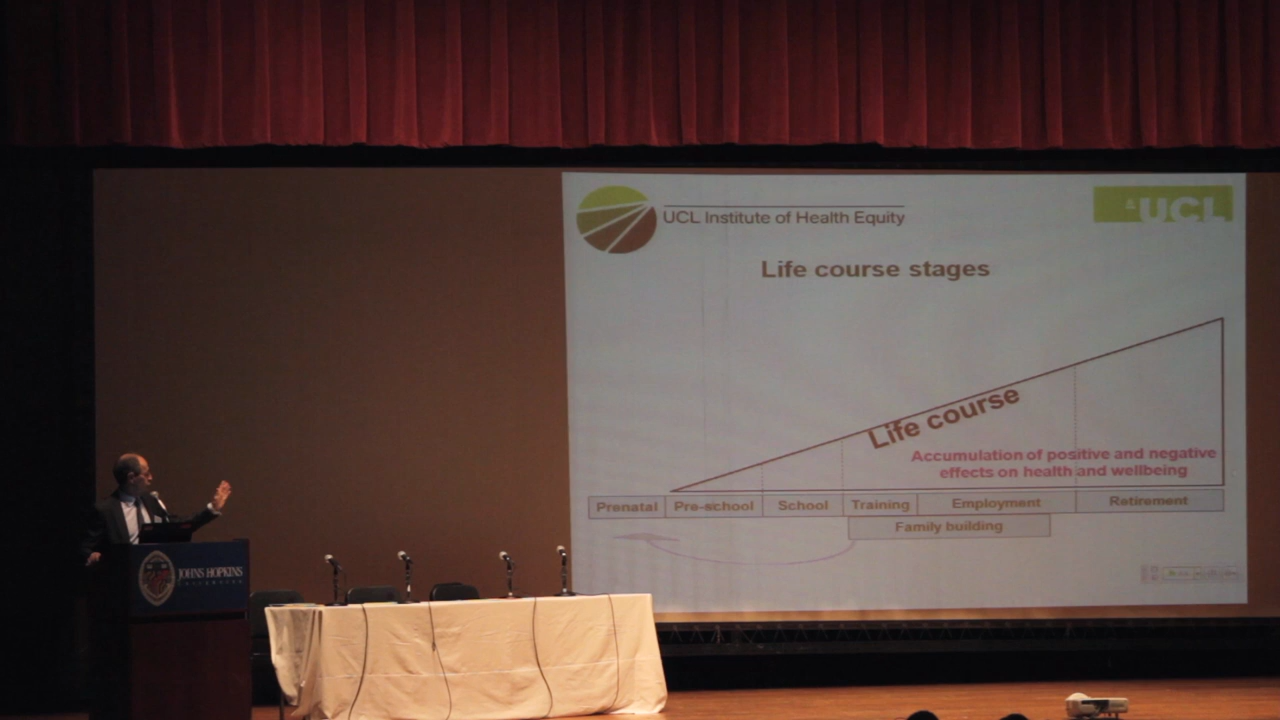 UCL Institute of Health Equity
UCL
Life course stages
Life course
Accumulation of positive and negative
effects on health and wellbeing
Prenatal
Pre-school
School
Training
Employment
Retirement
Family building
JOHNS HOPKINS
UNIVERSITY